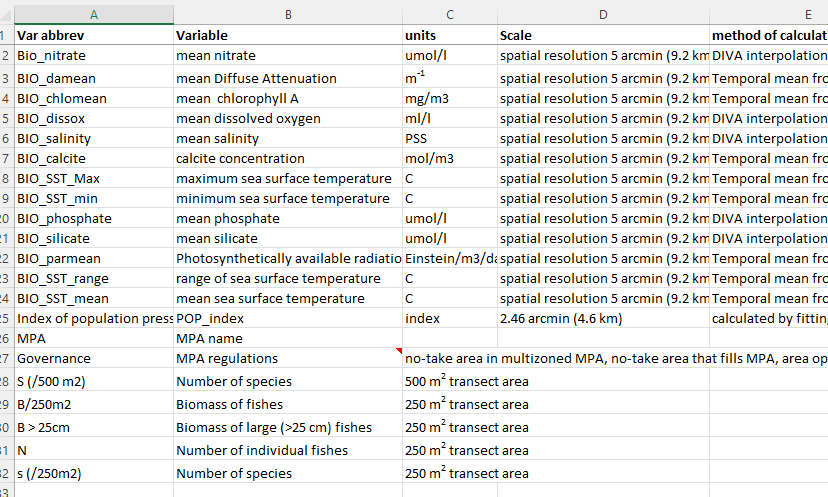 A B C D E
1 Var abbrev Variable units Scale method of calculat
2 Bio_nitrate mean nitrate umol/l spatial resolution 5 arcmin (9.2 km DIVA interpolation
3 BIO_damean mean Diffuse Attenuation m-1 spatial resolution 5 arcmin (9.2 km Temporal mean fro
4 BIO_chlomean mean chlorophyll A mg/m3 spatial resolution 5 arcmin (9.2 km Temporal mean fro
5 BIO_dissox mean dissolved oxygen ml/l spatial resolution 5 arcmin (9.2 km DIVA interpolation
6 BIO_salinity mean salinity PSS spatial resolution 5 arcmin (9.2 km DIVA interpolation
7 BIO_calcite calcite concentration mol/m3 spatial resolution 5 arcmin (9.2 km Temporal mean fro
8 BIO_SST_Max maximum sea surface temperature C spatial resolution 5 arcmin (9.2 km Temporal mean fro
9 BIO_SST_min minimum sea surface temperature C spatial resolution 5 arcmin (9.2 km Temporal mean fro
20 BIO_phosphate mean phosphate umol/l spatial resolution 5 arcmin (9.2 km DIVA interpolation
21 BIO_silicate mean silicate umol/l spatial resolution 5 arcmin (9.2 km DIVA interpolation
22 BIO_parmean Photosynthetically available radiatio Einstein/m3/da spatial resolution 5 arcmin (9.2 km Temporal mean fro
23 BIO_SST_range range of sea surface temperature C spatial resolution 5 arcmin (9.2 km Temporal mean fro
24 BIO_SST_mean mean sea surface temperature C spatial resolution 5 arcmin (9.2 km Temporal mean fro
25 Index of population press POP_index index 2.46 arcmin (4.6 km) calculated by fitting
26 MPA MPA name
27 Governance MPA regulations no-take area in multizoned MPA, no-take area that fills MPA, area op
28 S (/500 m2) Number of species 500 m² transect area
29 B/250m2 Biomass of fishes 250 m² transect area
30 B > 25cm Biomass of large (>25 cm) fishes 250 m² transect area
31 N Number of individual fishes 250 m² transect area
32 s (/250m2) Number of species 250 m² transect area
33